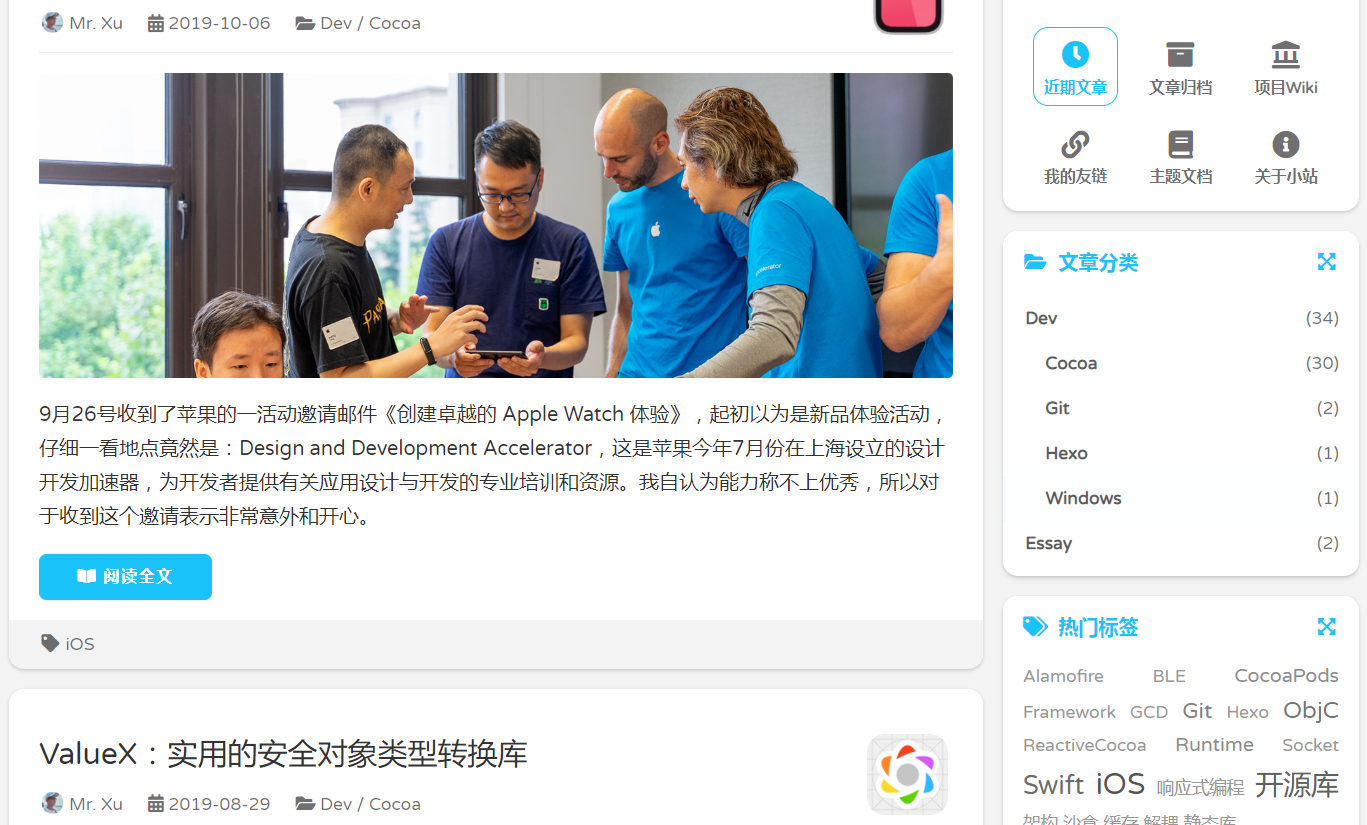 Mr. Xu 2019-10-06 Dev / Cocoa
9月26号收到了苹果的一活动邀请邮件《创建卓越的 Apple Watch 体验》，起初以为是新品体验活动，
仔细一看地点竟然是：Design and Development Accelerator，这是苹果今年7月份在上海设立的设计
开发加速器，为开发者提供有关应用设计与开发的专业培训和资源。我自认为能力称不上优秀，所以对
于收到这个邀请表示非常意外和开心。
阅读全文
iOS
ValueX：实用的安全对象类型转换库
Mr. Xu 2019-08-29 Dev / Cocoa
近期文章 文章归档 项目Wiki
我的友链 主题文档 关于小站
文章分类
Dev (34)
Cocoa (30)
Git (2)
Hexo (1)
Windows (1)
Essay (2)
热门标签
Alamofire BLE CocoaPods
Framework GCD Git Hexo ObjC
ReactiveCocoa Runtime Socket
Swift iOS 响应式编程 开源库
架构 沙盒 缓存 解耦 静态库